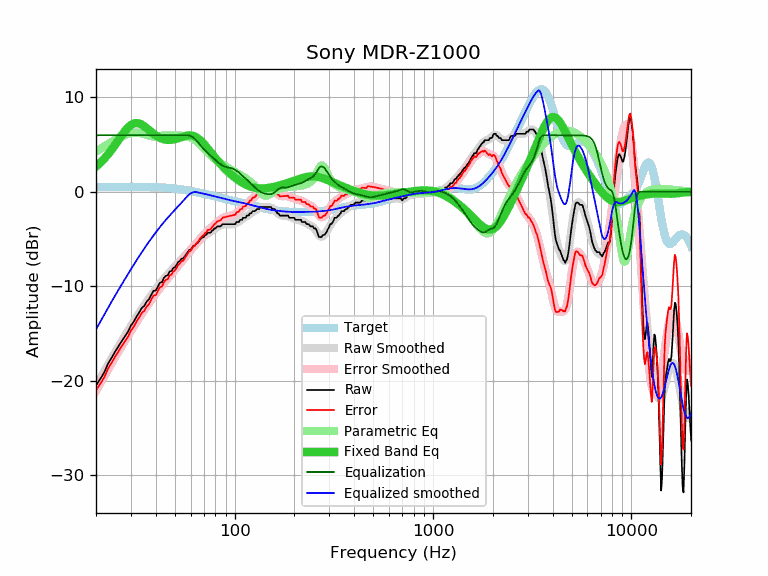 Sony MDR-Z1000
Amplitude (dBr)
10
0
−10
−20
−30
Target
Raw Smoothed
Error Smoothed
Raw
Error
Parametric Eq
Fixed Band Eq
Equalization
Equalized smoothed
100
1000
10000
Frequency (Hz)